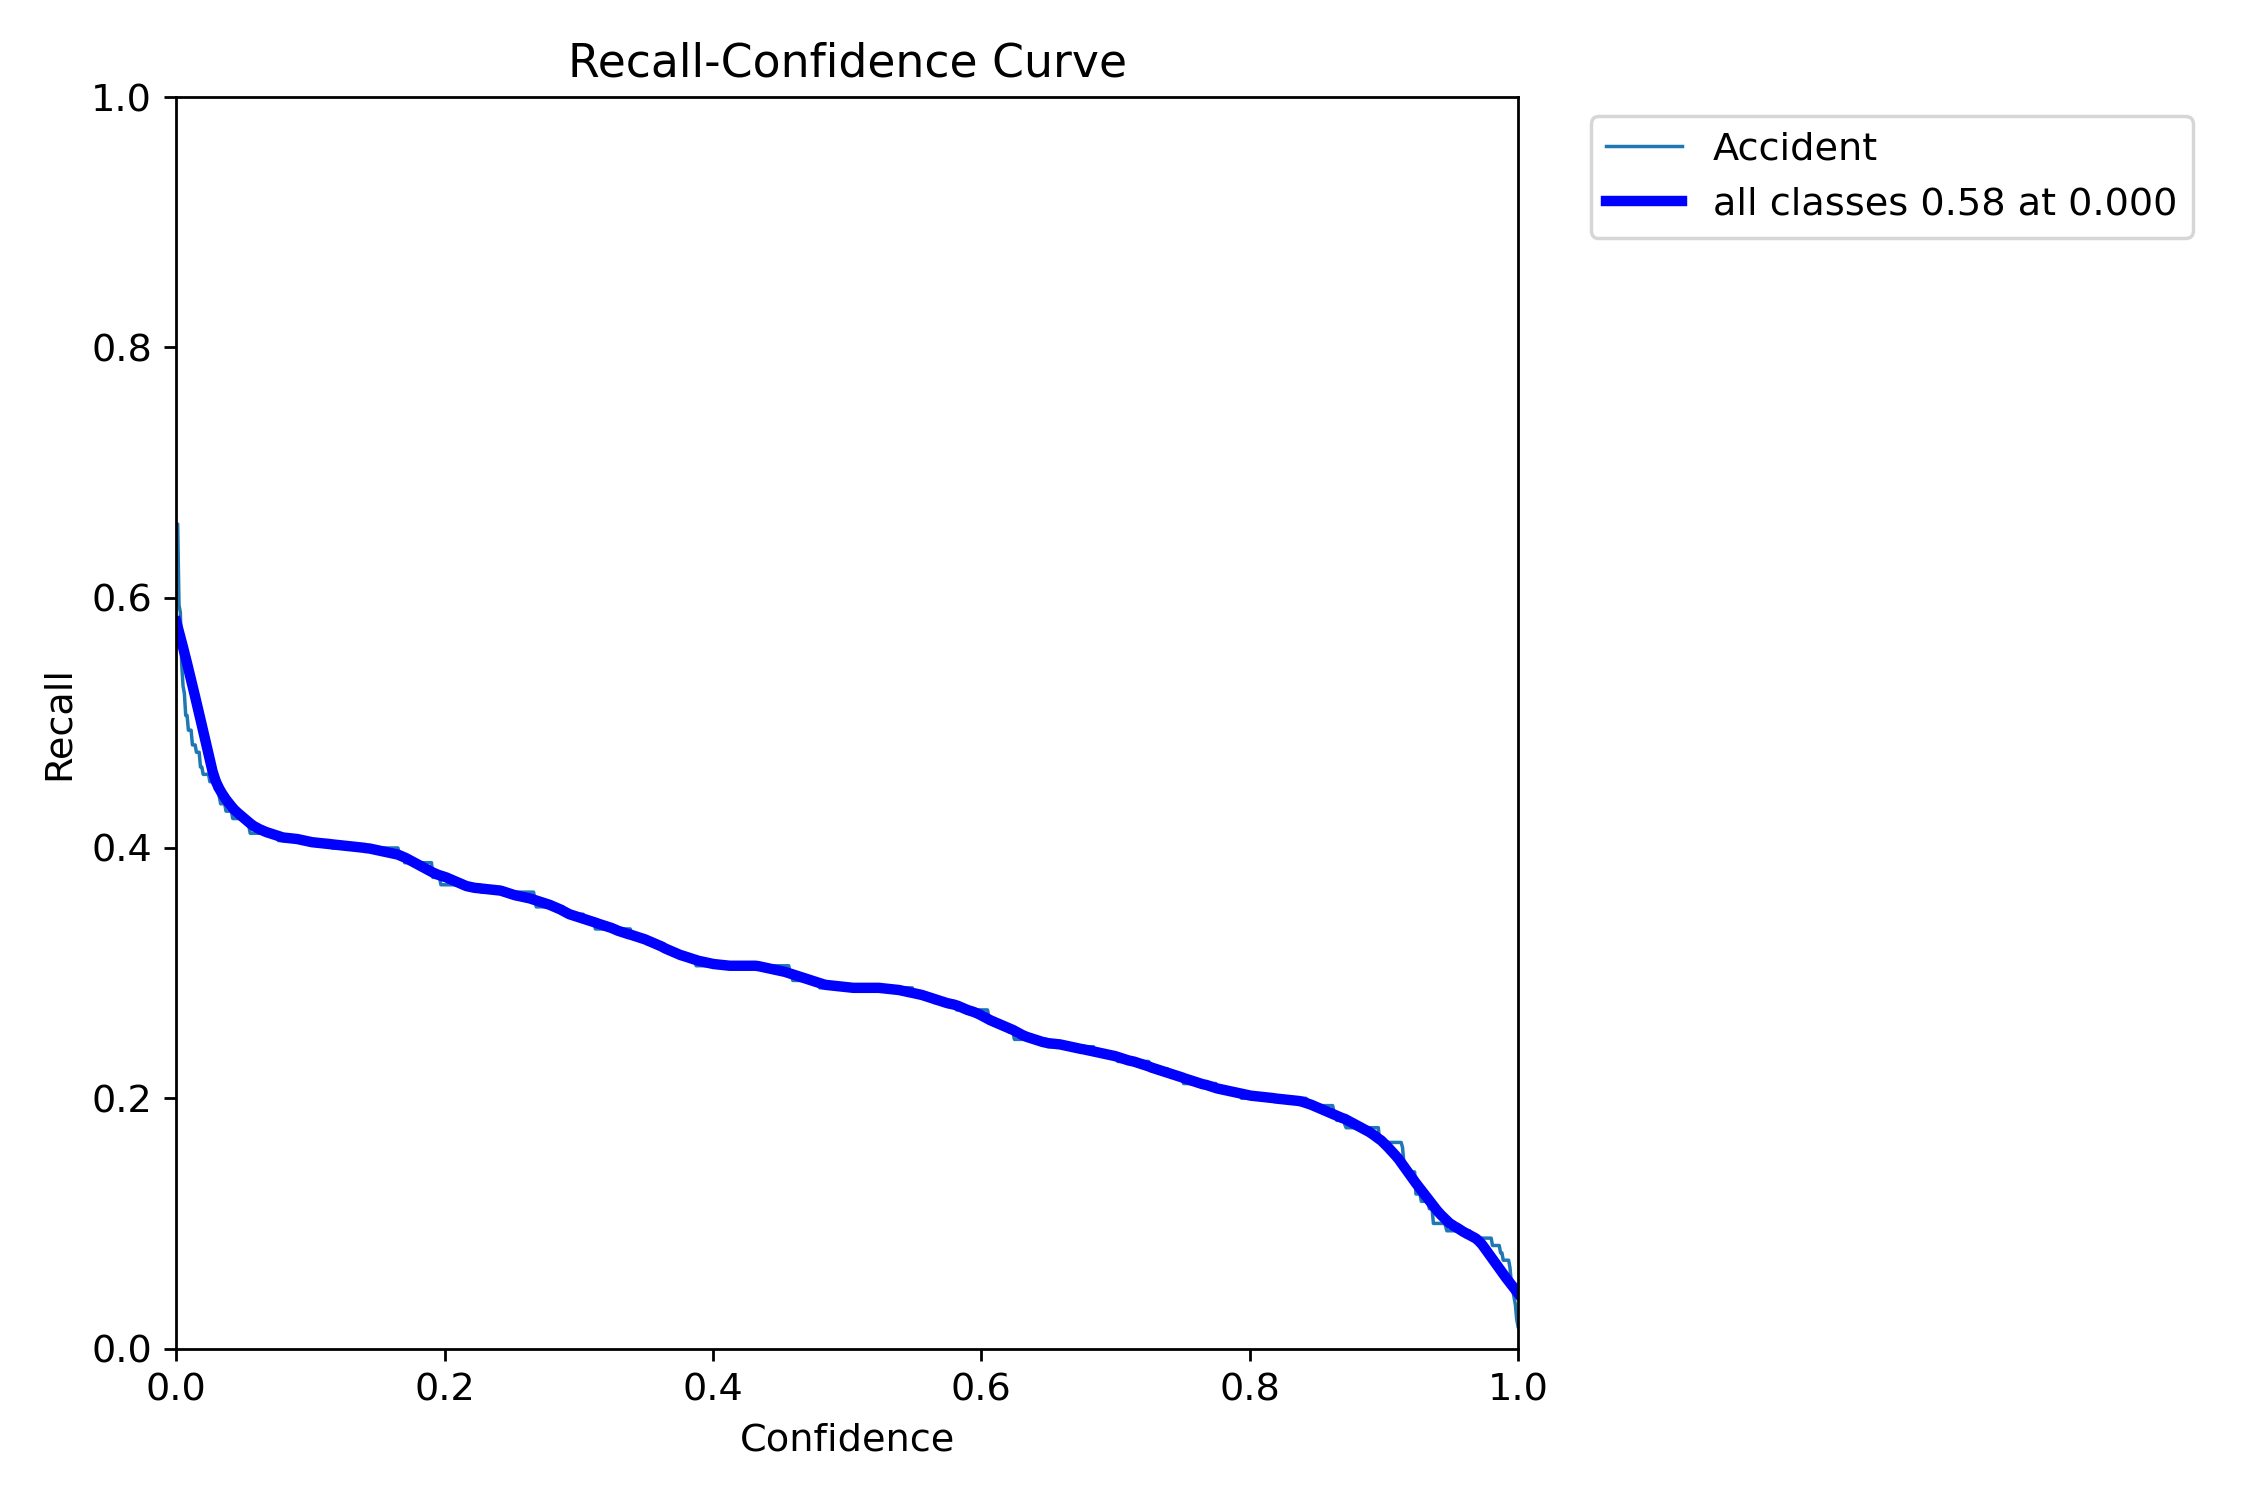 Recall-Confidence Curve
1.0
0.8
0.6
0.4
0.2
0.0
Recall
0.0 0.2 0.4 0.6 0.8 1.0
Confidence
Accident
all classes 0.58 at 0.000